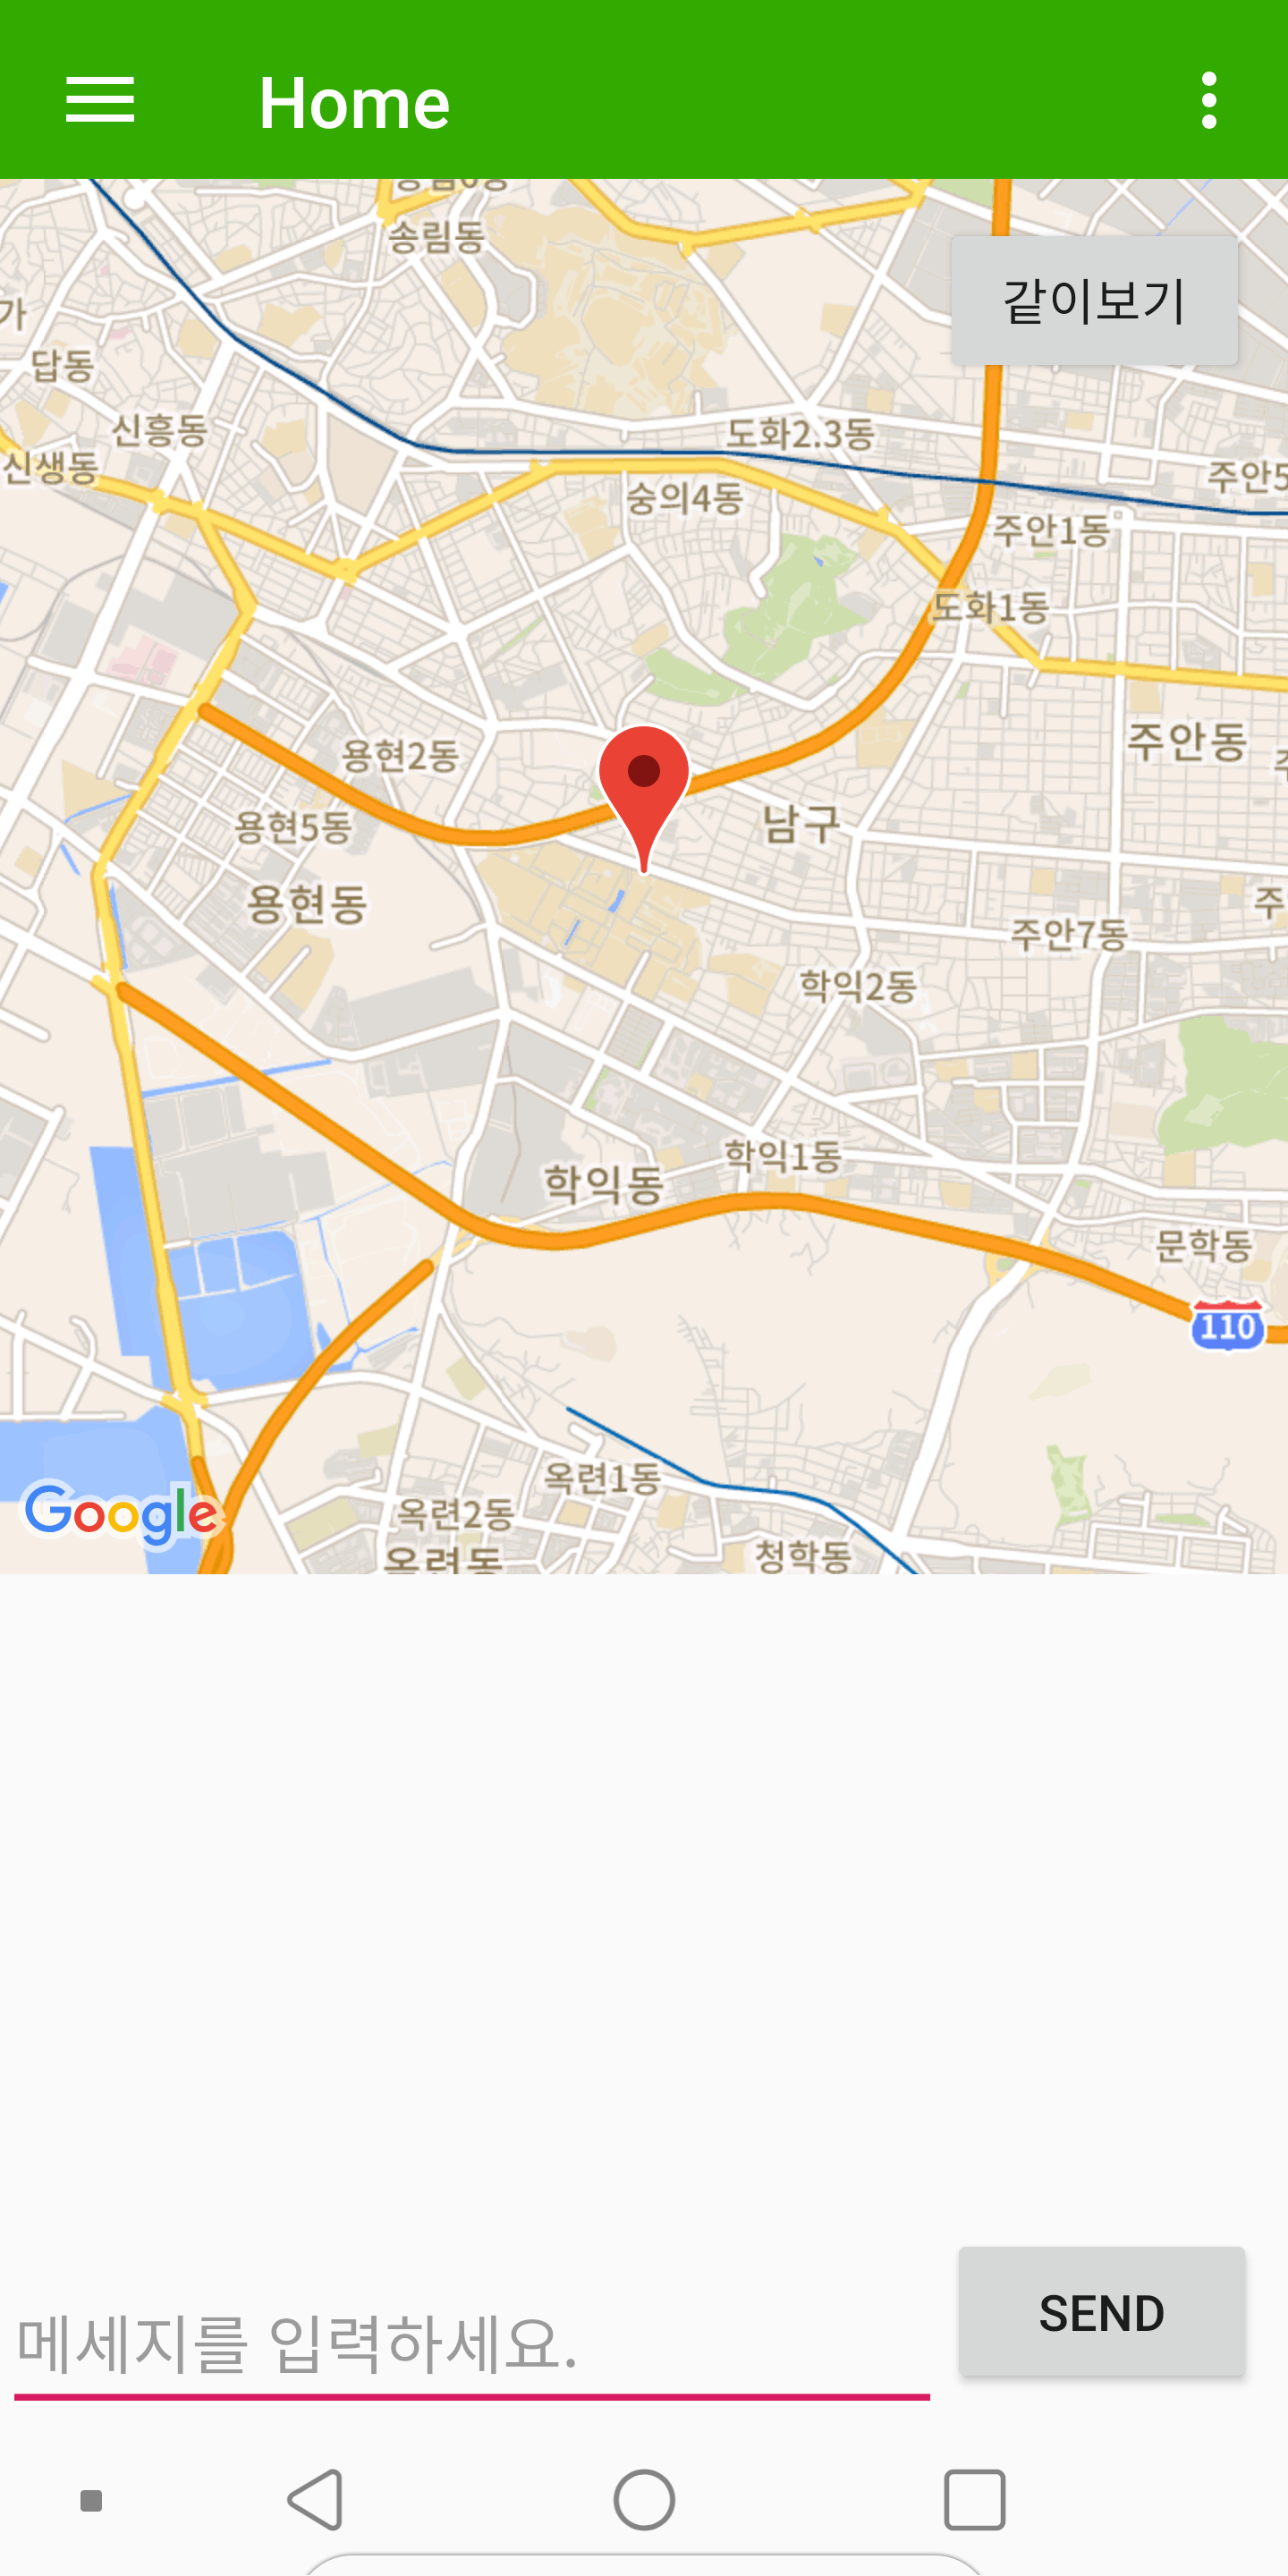 Home
송림동
같이보기
가
답동
신흥동
도화2.3동
신생동
주안5
숭의4동
주안1동
도화1동
주안동
용현2동
남구
용현5동
용현동
주
주안7동
학익2동
학익1동
학익동
문학동
110
옥련1동
Google
옥련2동
청학동
옥련동
메세지를 입력하세요.
SEND